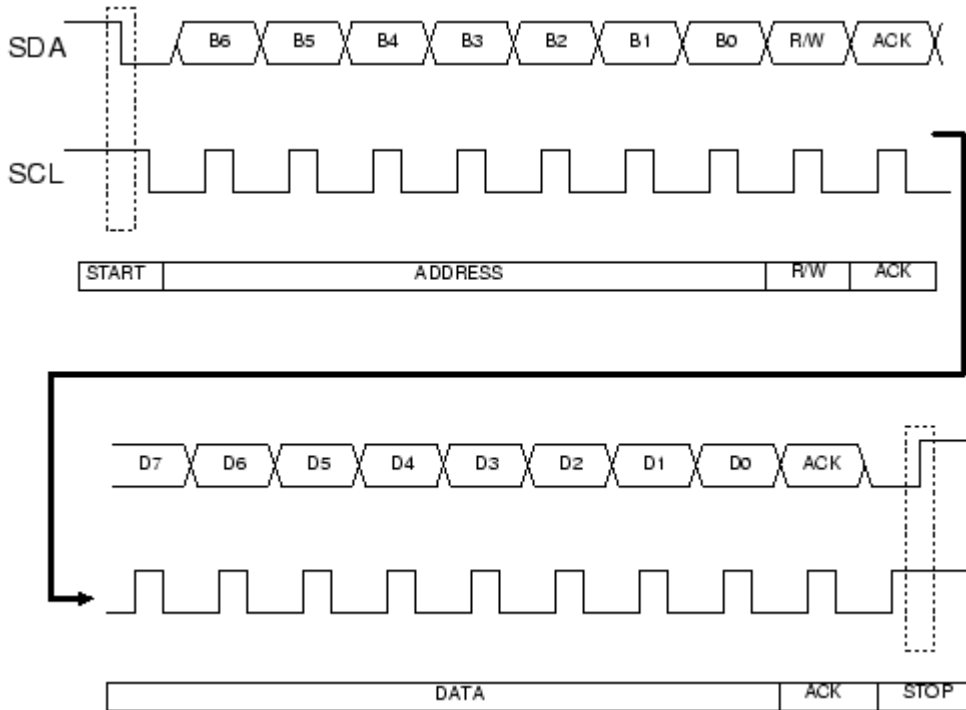 SDA B6 B5 B4 B3 B2 B1 B0 R/W ACK
SCL
START ADDRESS R/W ACK
D7 D6 D5 D4 D3 D2 D1 D0 ACK
DATA ACK STOP